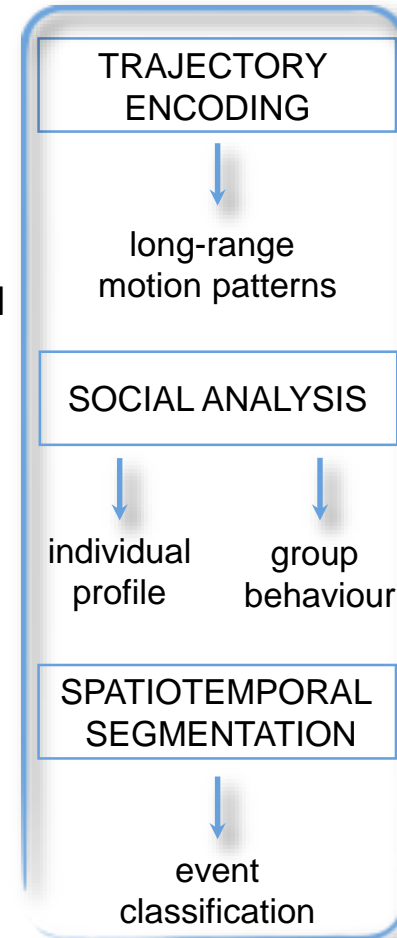 TRAJECTORY
ENCODING
long-range
motion patterns
SOCIAL ANALYSIS
individual
profile
group
behaviour
SPATIOTEMPORAL
SEGMENTATION
event
classification